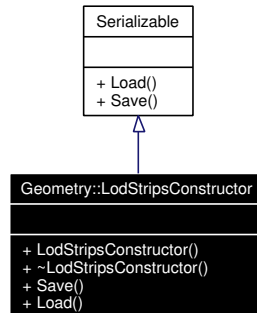 Serializable
+ Load()
+ Save()
Geometry::LodStripsConstructor
+ LodStripsConstructor()
+ ~LodStripsConstructor()
+ Save()
+ Load()